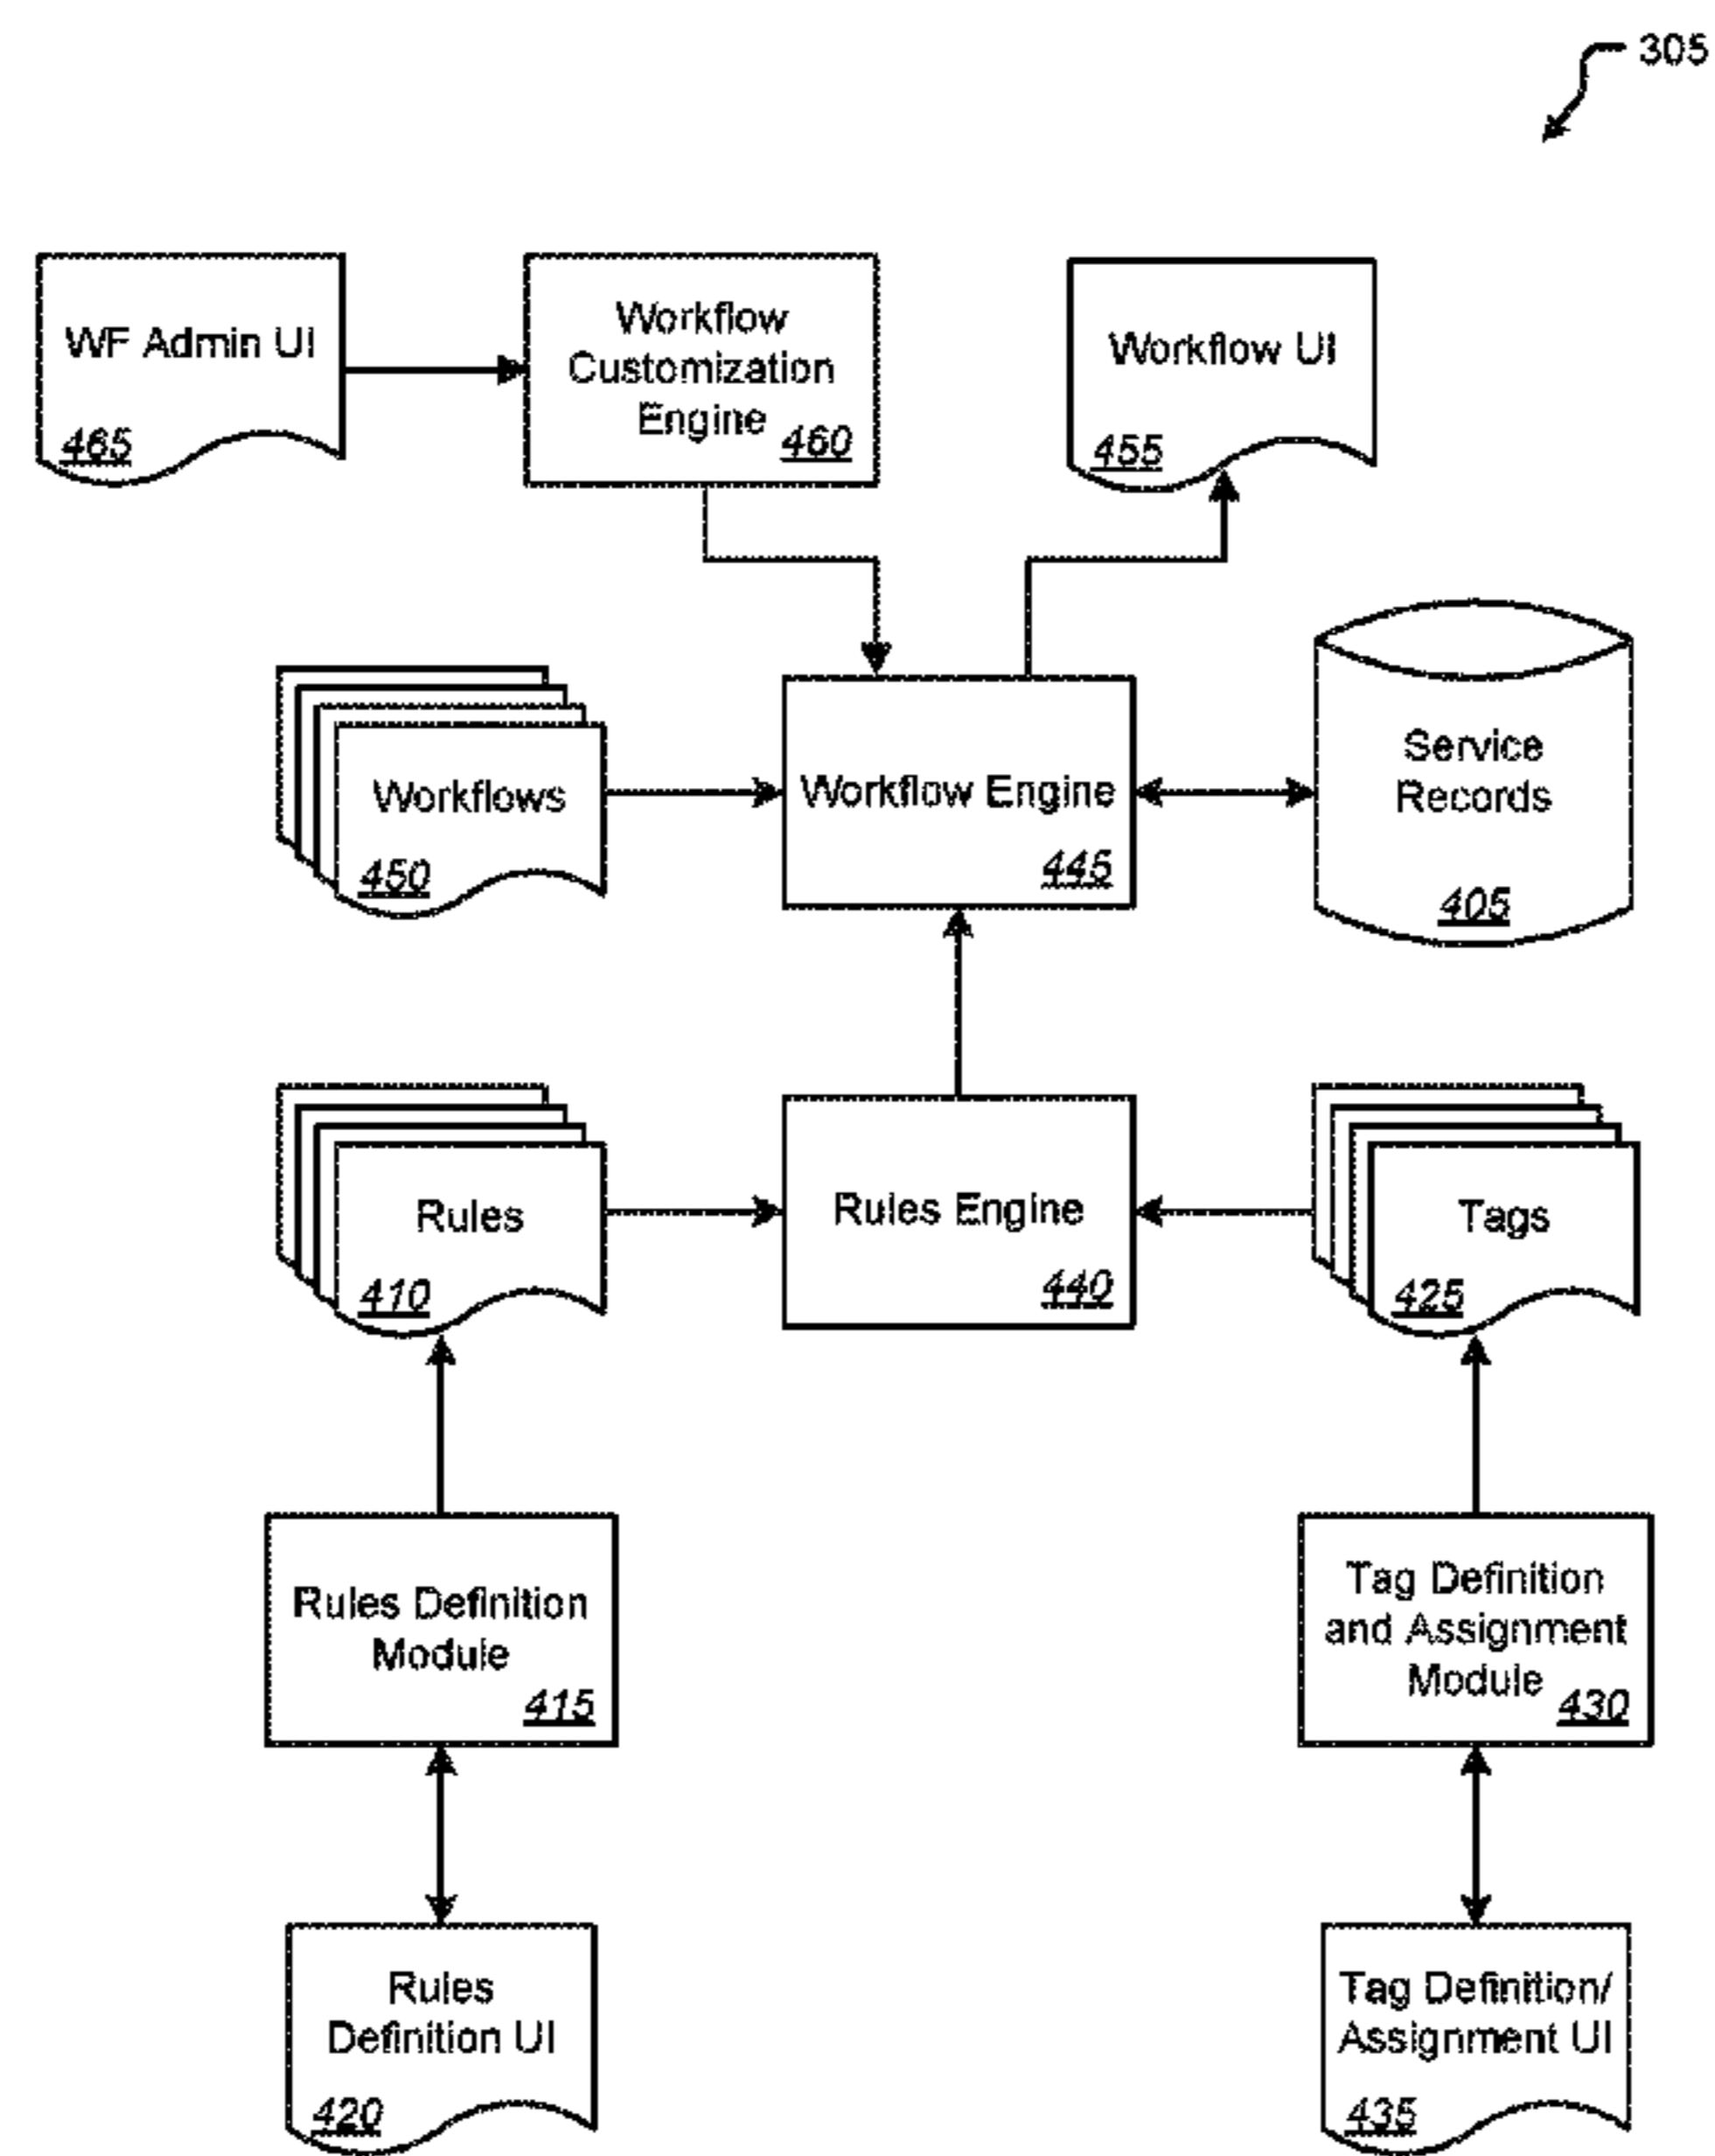 305
WF Admin UI
465
Workflow
Customization
Engine
460
Workflow UI
455
Workflows
450
Workflow Engine
445
Service
Records
405
Rules
410
Rules Engine
440
Tags
425
Rules Definition
Module
415
Tag Definition
and Assignment
Module
430
Rules
Definition UI
420
Tag Definition/
Assignment UI
435